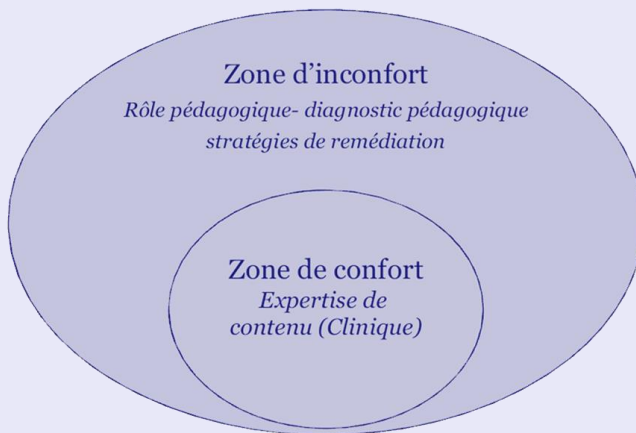 Zone d'inconfort
Rôle pédagogique- diagnostic pédagogique
stratégies de remédiation
Zone de confort
Expertise de
contenu (Clinique)